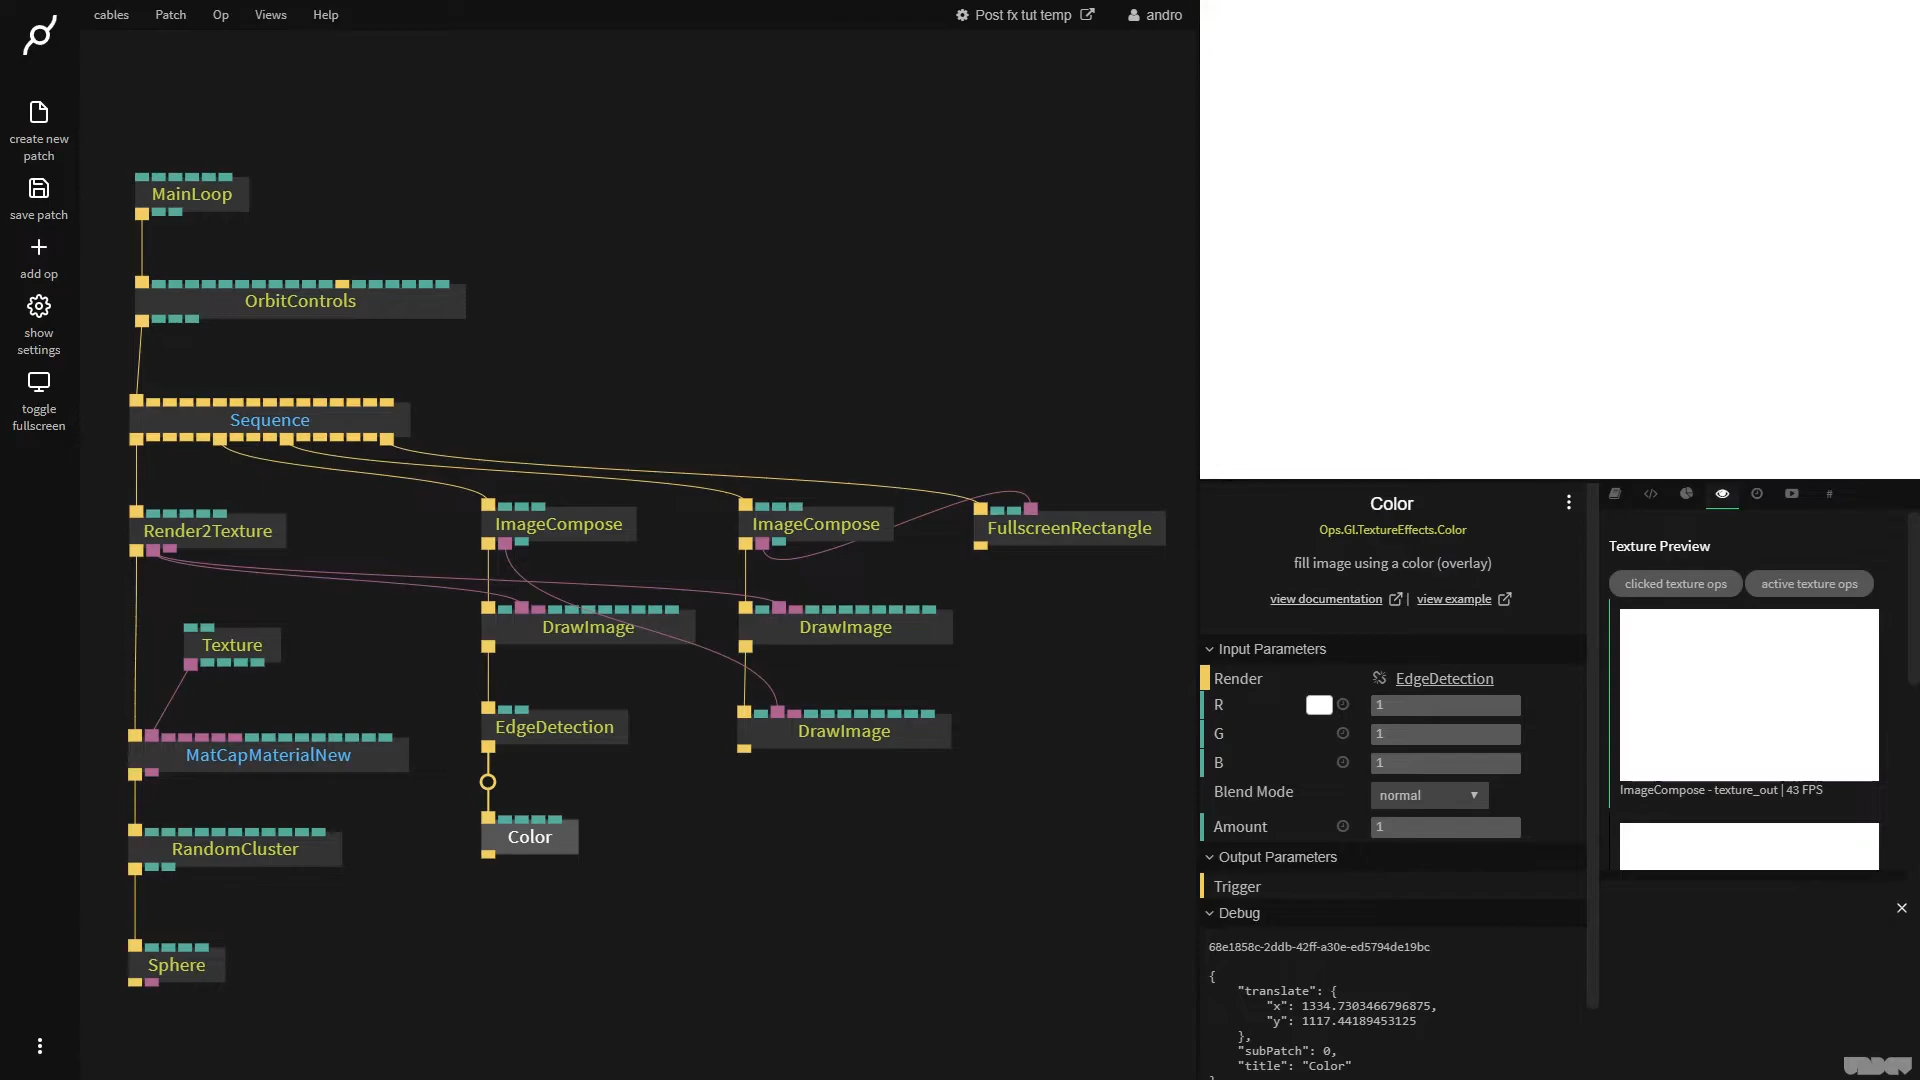 cables
Patch
Op
Views
Help
Post fx tut temp
andro
create new
patch
save patch
add op
show
settings
toggle
fullscreen
MainLoop
OrbitControls
Sequence
Render2Texture
ImageCompose
ImageCompose
FullscreenRectangle
Texture
DrawImage
DrawImage
EdgeDetection
DrawImage
MatCapMaterialNew
RandomCluster
Color
Sphere
Color
Ops.Gl.TextureEffects.Color
fill image using a color (overlay)
view documentation | view example
Input Parameters
Render EdgeDetection
R 1
G 1
B 1
Blend Mode normal
Amount 1
Output Parameters
Trigger
Debug
68e1858c-2ddb-42ff-a30e-ed5794de19bc
{
"translate": {
"x": 1334.7303466796875,
"y": 1117.44189453125
},
"subPatch": 0,
"title": "Color"
#
Texture Preview
clicked texture ops
active texture ops
ImageCompose - texture_out | 43 FPS